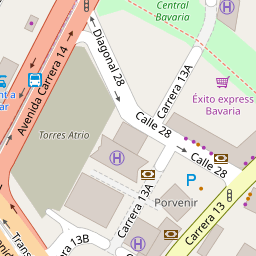 Central
Bavaria
Diagonal 28
Avenida Carrera 14
Carrera 13A
Éxito express
Bavaria
Calle 28
Torres Atrio
Calle 28
Carrera 13A
P
Porvenir
Carrera 13
Carrera 13B
H
H
H